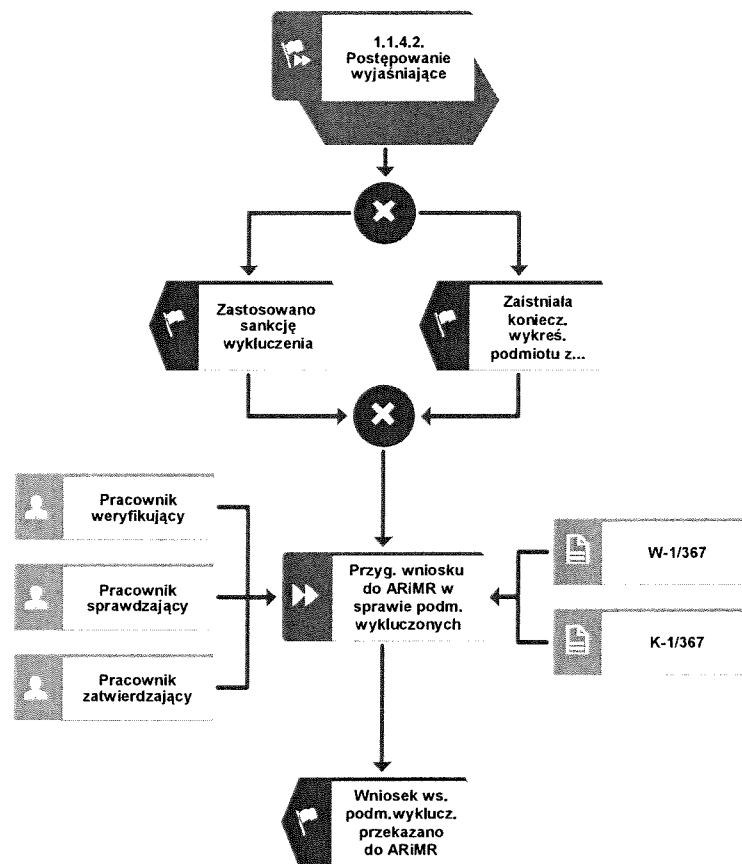 1.1.4.2.
Postępowanie
wyjaśniające
Zastosowano
sankcję
wykluczenia
Zaistniała
koniecz.
wykreś.
podmiotu z...
Pracownik
weryfikujący
Pracownik
sprawdzający
Pracownik
zatwierdzający
Przyg. wniosku
do ARiMR w
sprawie podm.
wykluczonych
W-1/367
K-1/367
Wniosek ws.
podm.wyklucz.
przekazano
do ARiMR